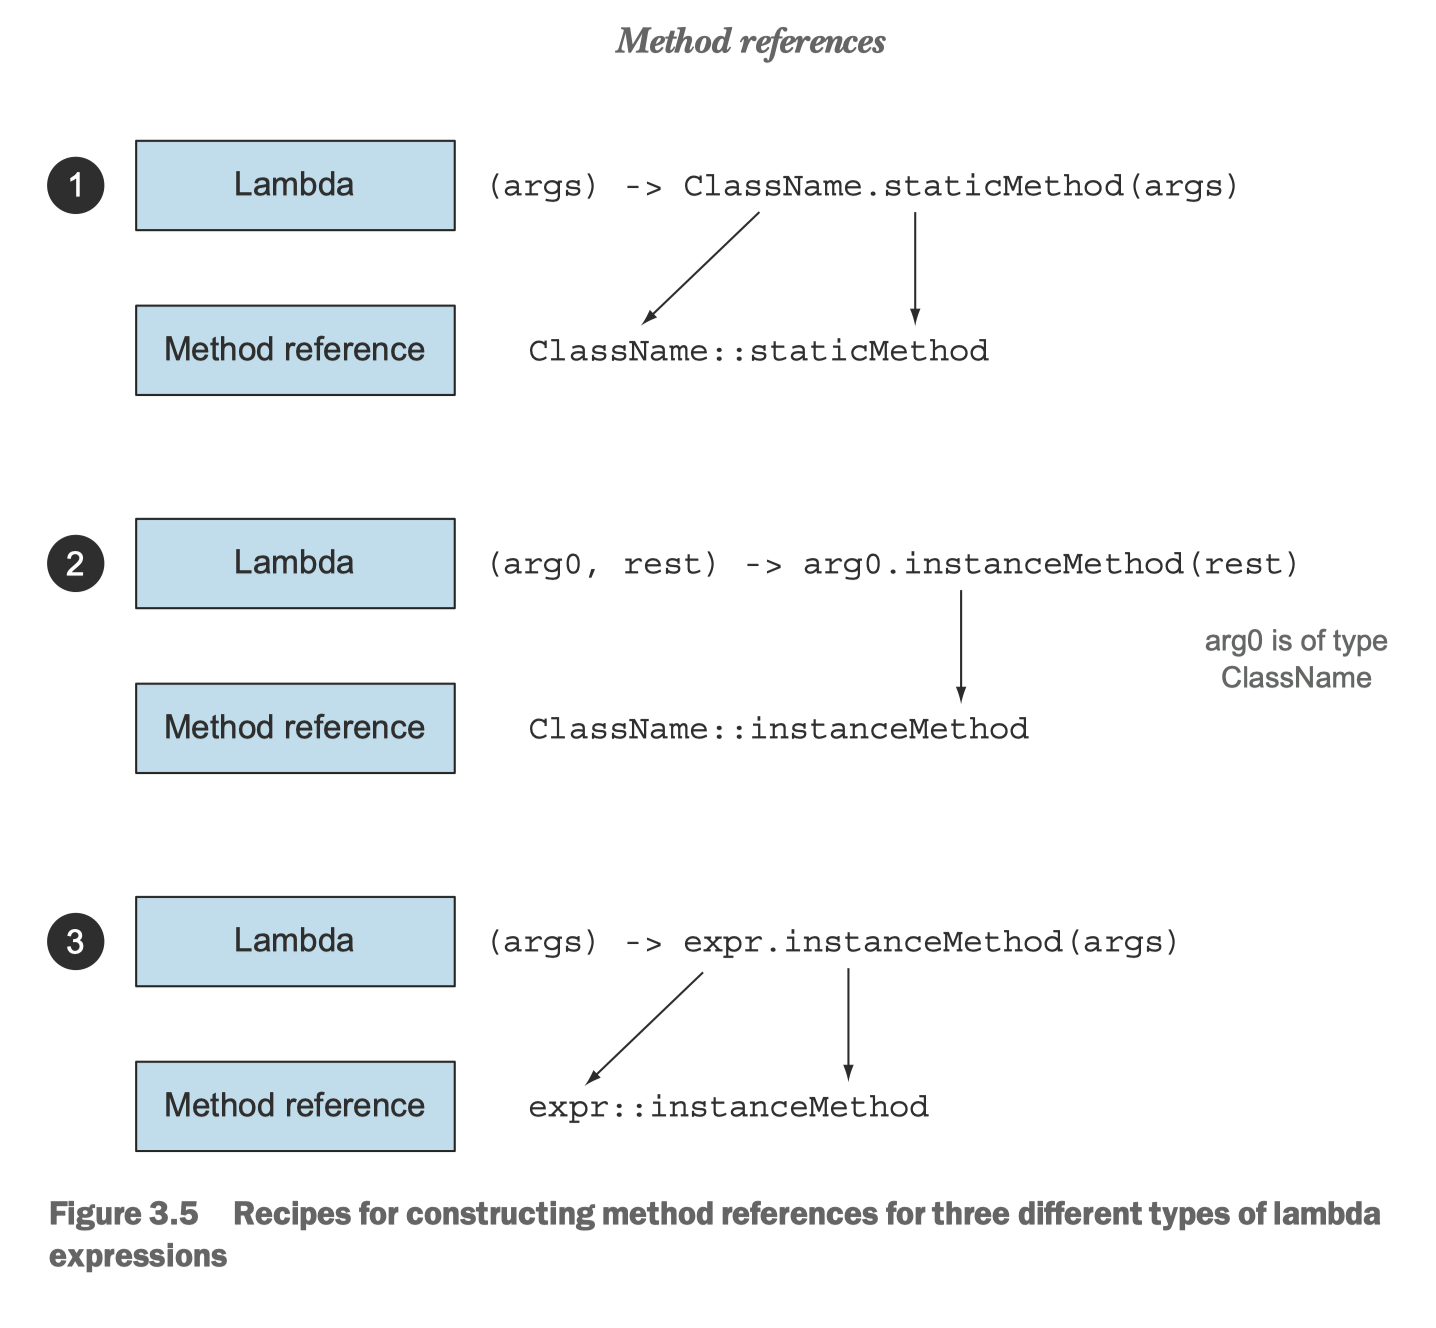 Method references
1 Lambda (args) -> ClassName.staticMethod(args)
Method reference ClassName::staticMethod
2 Lambda (arg0, rest) -> arg0.instanceMethod(rest)
arg0 is of type
ClassName
Method reference ClassName::instanceMethod
3 Lambda (args) -> expr.instanceMethod(args)
Method reference expr::instanceMethod
Figure 3.5 Recipes for constructing method references for three different types of lambda
expressions